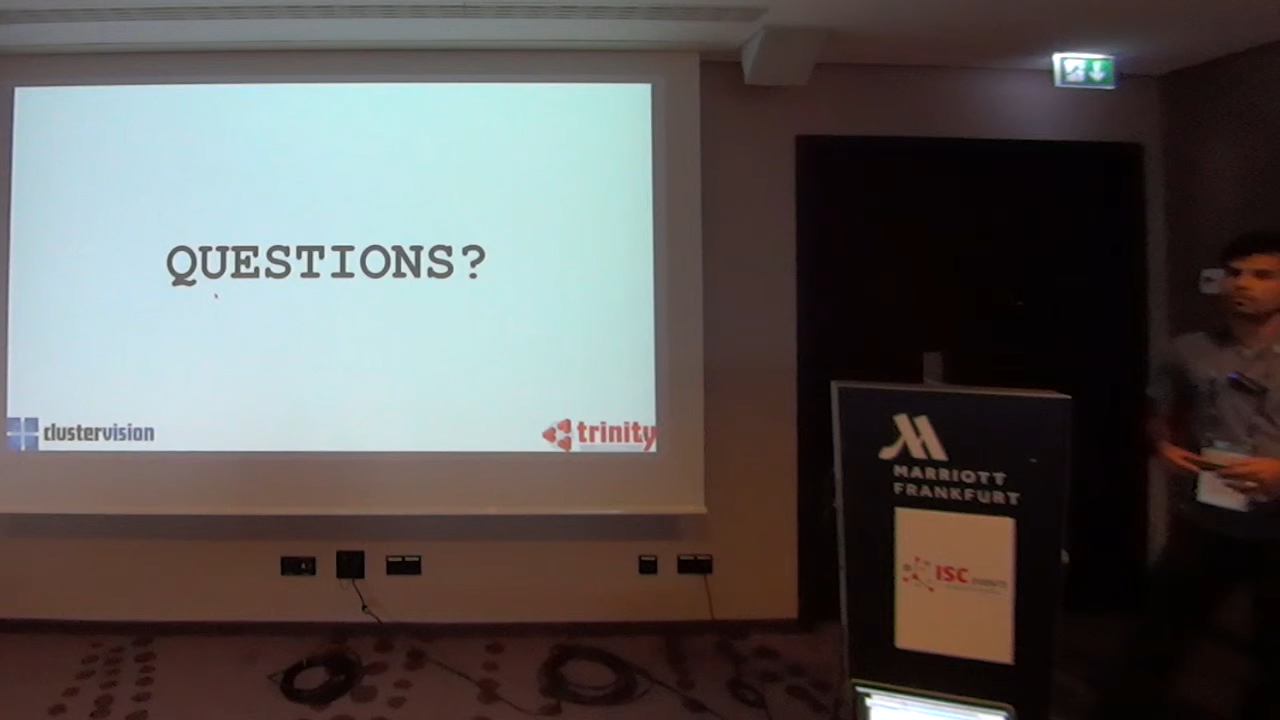 QUESTIONS?
clustervision
trinity
MARRIOTT
FRANKFURT
ISC